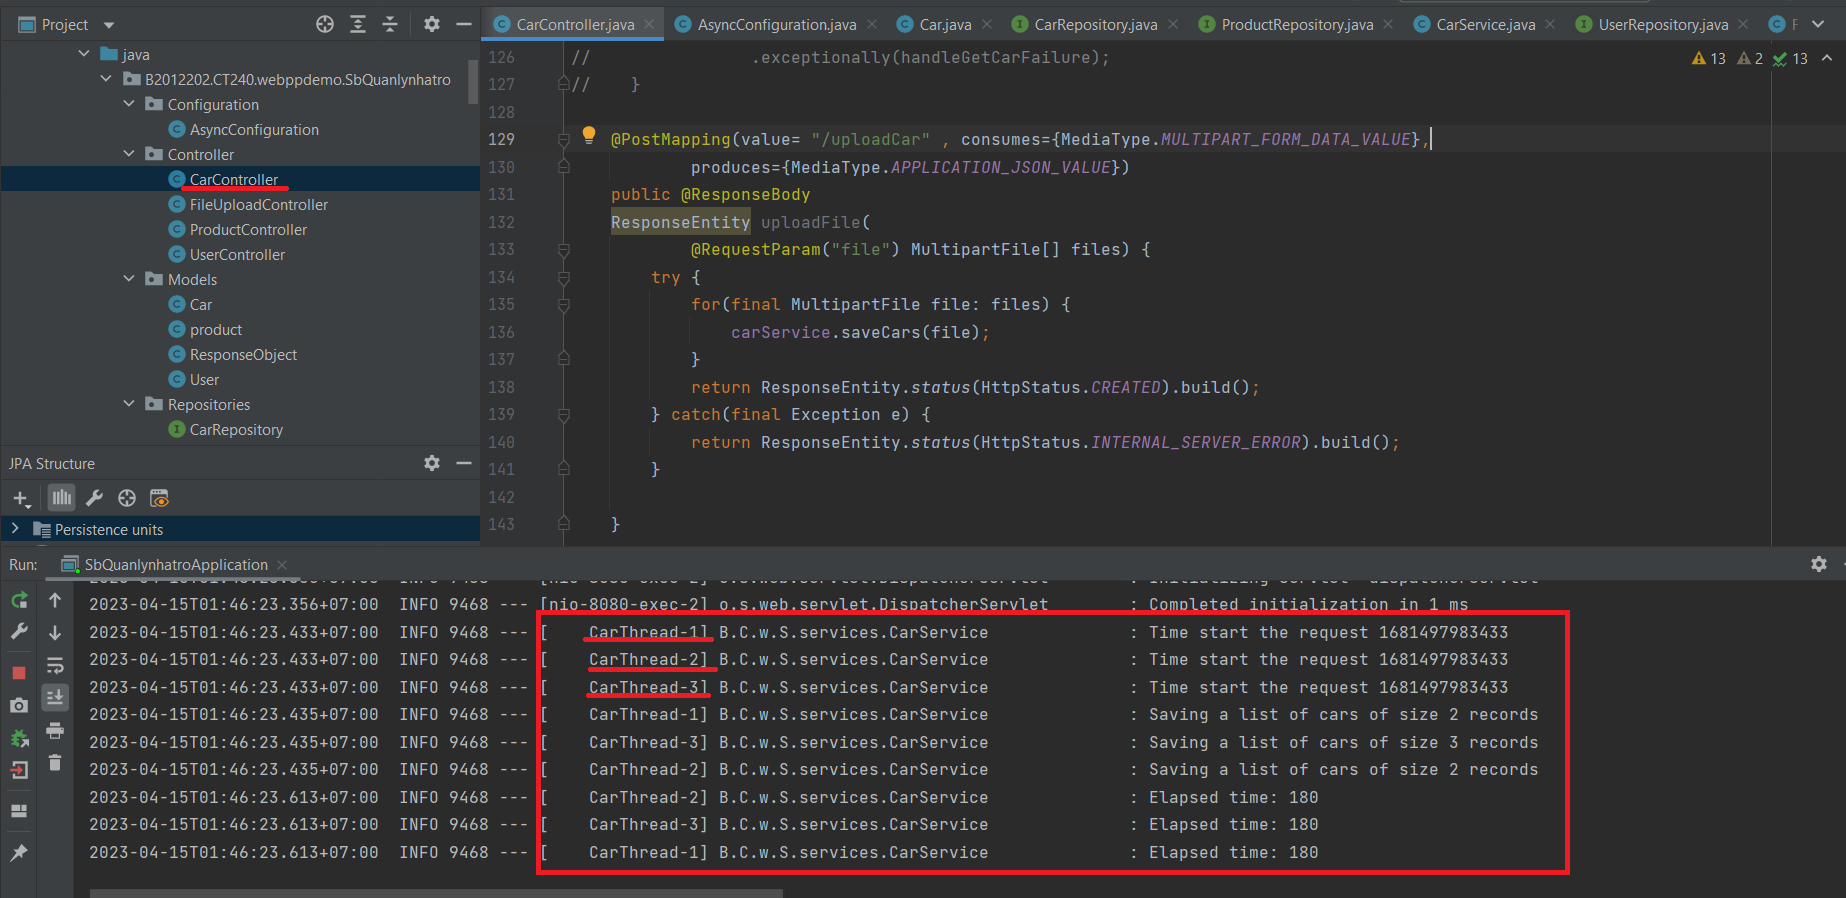 Project
java
B2012202.CT240.webppdemo.SbQuanlynhatro
Configuration
AsyncConfiguration
Controller
CarController
FileUploadController
ProductController
UserController
Models
Car
product
ResponseObject
User
Repositories
CarRepository
JPA Structure
Persistence units
CarController.java AsyncConfiguration.java Car.java CarRepository.java ProductRepository.java CarService.java UserRepository.java F
13 2 13
126 // .exceptionally(handleGetCarFailure);
127 // }
128
129 @PostMapping(value= "/uploadCar" , consumes={MediaType.MULTIPART_FORM_DATA_VALUE},
130 produces={MediaType.APPLICATION_JSON_VALUE})
131 public @ResponseBody
132 ResponseEntity uploadFile(
133 @RequestParam("file") MultipartFile[] files) {
134 try {
135 for(final MultipartFile file: files) {
136 carService.saveCars(file);
137 }
138 return ResponseEntity.status(HttpStatus.CREATED).build();
139 } catch(final Exception e) {
140 return ResponseEntity.status(HttpStatus.INTERNAL_SERVER_ERROR).build();
141 }
142
143 }
Run: SbQuanlynhatroApplication
2023-04-15T01:46:23.356+07:00 INFO 9468 --- [nio-8080-exec-2] o.s.web.servlet.DispatcherServlet : Completed initialization in 1 ms
2023-04-15T01:46:23.433+07:00 INFO 9468 --- [ CarThread-1] B.C.w.S.services.CarService : Time start the request 1681497983433
2023-04-15T01:46:23.433+07:00 INFO 9468 --- [ CarThread-2] B.C.w.S.services.CarService : Time start the request 1681497983433
2023-04-15T01:46:23.433+07:00 INFO 9468 --- [ CarThread-3] B.C.w.S.services.CarService : Time start the request 1681497983433
2023-04-15T01:46:23.435+07:00 INFO 9468 --- [ CarThread-1] B.C.w.S.services.CarService : Saving a list of cars of size 2 records
2023-04-15T01:46:23.435+07:00 INFO 9468 --- [ CarThread-3] B.C.w.S.services.CarService : Saving a list of cars of size 3 records
2023-04-15T01:46:23.435+07:00 INFO 9468 --- [ CarThread-2] B.C.w.S.services.CarService : Saving a list of cars of size 2 records
2023-04-15T01:46:23.613+07:00 INFO 9468 --- [ CarThread-2] B.C.w.S.services.CarService : Elapsed time: 180
2023-04-15T01:46:23.613+07:00 INFO 9468 --- [ CarThread-3] B.C.w.S.services.CarService : Elapsed time: 180
2023-04-15T01:46:23.613+07:00 INFO 9468 --- [ CarThread-1] B.C.w.S.services.CarService : Elapsed time: 180